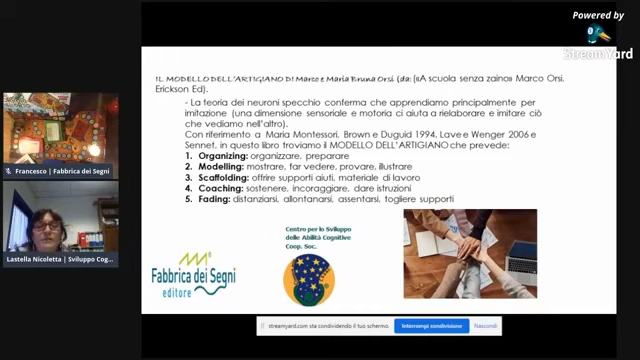 Powered by
StreamYard
IL MODELLO DELL'ARTIGIANO DI Marco e Maria Bruna Orsi (da: «A scuola senza zaino» Marco Orsi.
Erickson Ed).
- La teoria dei neuroni specchio conferma che apprendiamo principalmente per
imitazione (una dimensione sensoriale e motoria ci aiuta a rielaborare e imitare ciò
che vediamo nell'altro).
Con riferimento a Maria Montessori, Brown e Duguid 1994, Lave e Wenger 2006 e
Sennet, in questo libro troviamo il MODELLO DELL'ARTIGIANO che prevede:
1. Organizing: organizzare, preparare
2. Modelling: mostrare, far vedere, provare, illustrare
3. Scaffolding: offrire supporti aiuti, materiale di lavoro
4. Coaching: sostenere, incoraggiare, dare istruzioni
5. Fading: distanziarsi, allontanarsi, assentarsi, togliere supporti
Francesco | Fabbrica dei Segni
Lastella Nicoletta | Sviluppo Cog...
Fabbrica dei Segni
editore
Centro per lo Sviluppo
delle Abilità Cognitive
Coop. Soc.
streamyard.com sta condividendo il tuo schermo.
Interrompi condivisione
Nascondi